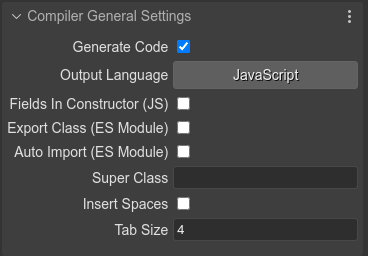 Compiler General Settings
Generate Code
Output Language JavaScript
Fields In Constructor (JS)
Export Class (ES Module)
Auto Import (ES Module)
Super Class
Insert Spaces
Tab Size 4